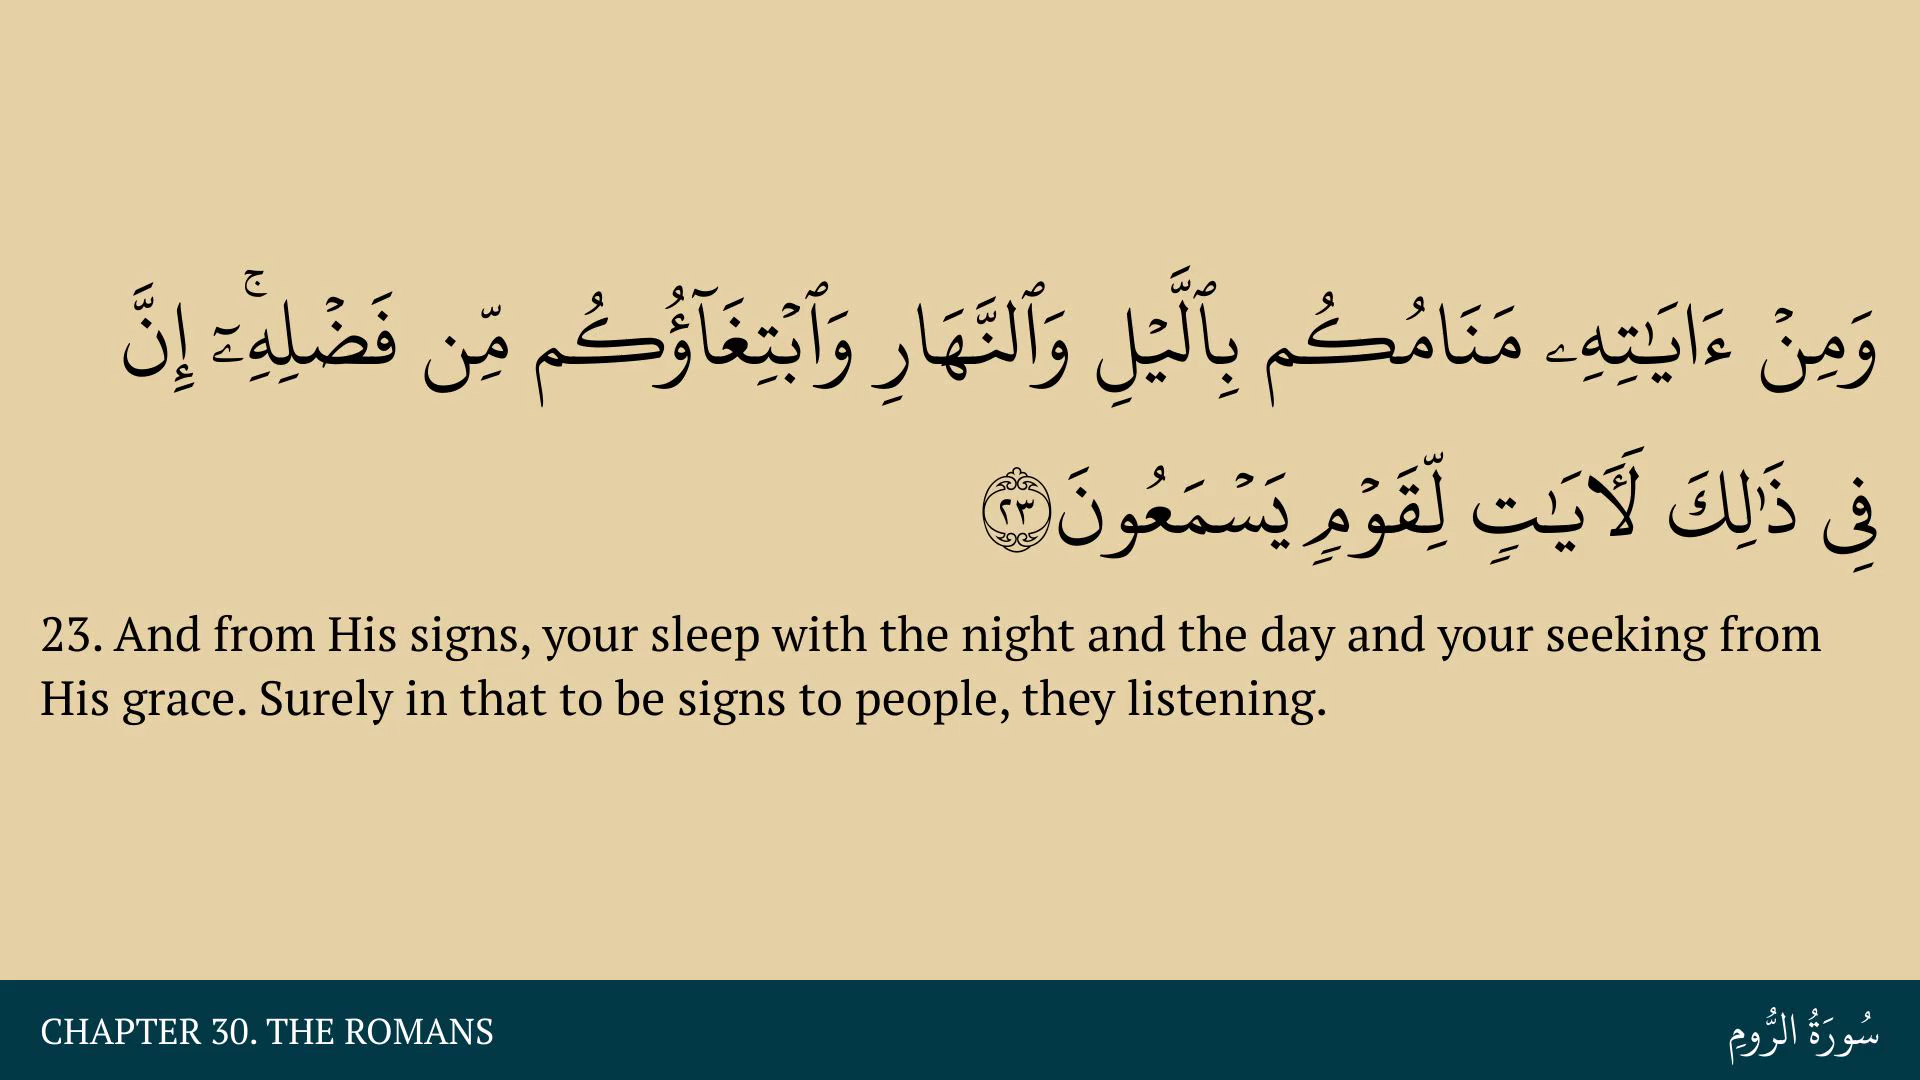 وَمِنۡ ءَايَٰتِهِۦ مَنَامُكُم بِٱلَّيۡلِ وَٱلنَّهَارِ وَٱبۡتِغَآؤُكُم مِّن فَضۡلِهِۦٓۚ إِنَّ
فِي ذَٰلِكَ لَأٓيَٰتٖ لِّقَوۡمٖ يَسۡمَعُونَ ٢٣
23. And from His signs, your sleep with the night and the day and your seeking from
His grace. Surely in that to be signs to people, they listening.
CHAPTER 30. THE ROMANS
سُورَةُ الرُّومِ